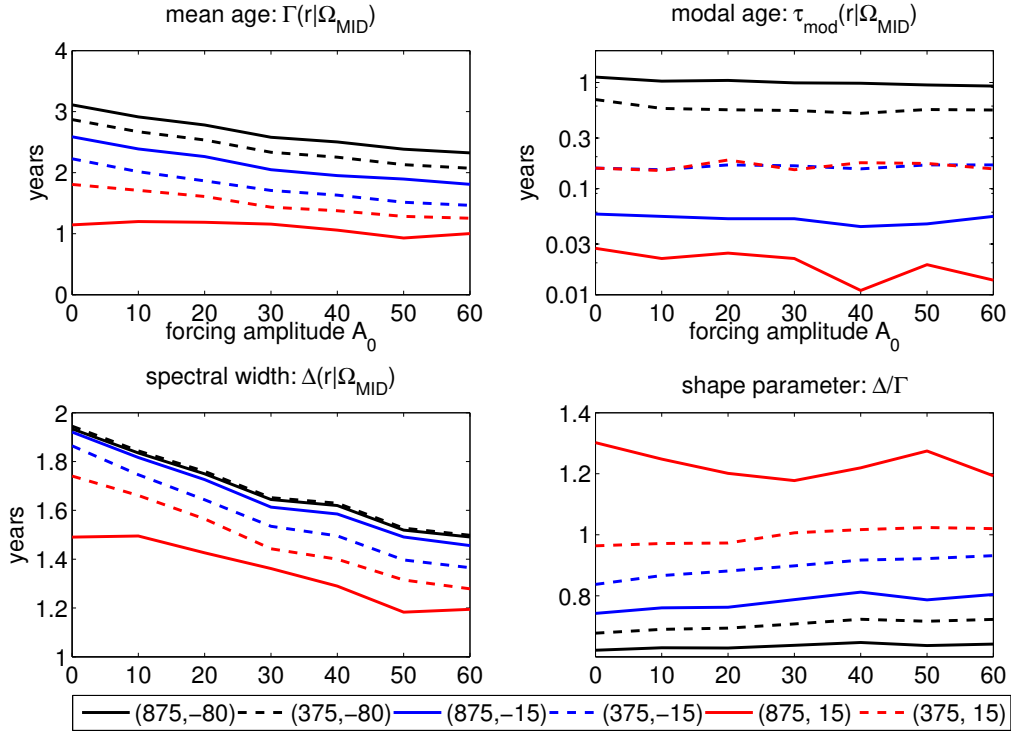 mean age: Γ(r|Ω_MID)
modal age: τ_mod(r|Ω_MID)
years
4
3
2
1
0
0 10 20 30 40 50 60
forcing amplitude A_0
years
1
0.3
0.1
0.03
0.01
0 10 20 30 40 50 60
forcing amplitude A_0
spectral width: Δ(r|Ω_MID)
shape parameter: Δ/Γ
years
2
1.8
1.6
1.4
1.2
1
0 10 20 30 40 50 60
1.4
1.2
1
0.8
0 10 20 30 40 50 60
(875,−80) (375,−80) (875,−15) (375,−15) (875, 15) (375, 15)